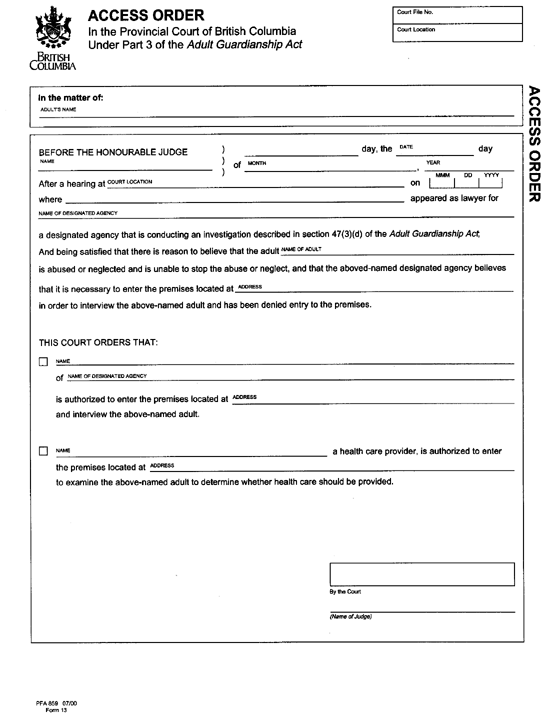 ACCESS ORDER
In the Provincial Court of British Columbia
Under Part 3 of the Adult Guardianship Act
Court File No.
Court Location
BRITISH
COLUMBIA
ACCESS ORDER
In the matter of:
ADULT'S NAME
BEFORE THE HONOURABLE JUDGE ) day, the DATE day
NAME ) of MONTH , YEAR
)
After a hearing at COURT LOCATION on MMM DD YYYY
where appeared as lawyer for
NAME OF DESIGNATED AGENCY
a designated agency that is conducting an investigation described in section 47(3)(d) of the Adult Guardianship Act,
And being satisfied that there is reason to believe that the adult NAME OF ADULT
is abused or neglected and is unable to stop the abuse or neglect, and that the aboved-named designated agency believes
that it is necessary to enter the premises located at ADDRESS
in order to interview the above-named adult and has been denied entry to the premises.
THIS COURT ORDERS THAT:
NAME
of NAME OF DESIGNATED AGENCY
is authorized to enter the premises located at ADDRESS
and interview the above-named adult.
NAME a health care provider, is authorized to enter
the premises located at ADDRESS
to examine the above-named adult to determine whether health care should be provided.
By the Court
(Name of Judge)
PFA 859 07/00
Form 13